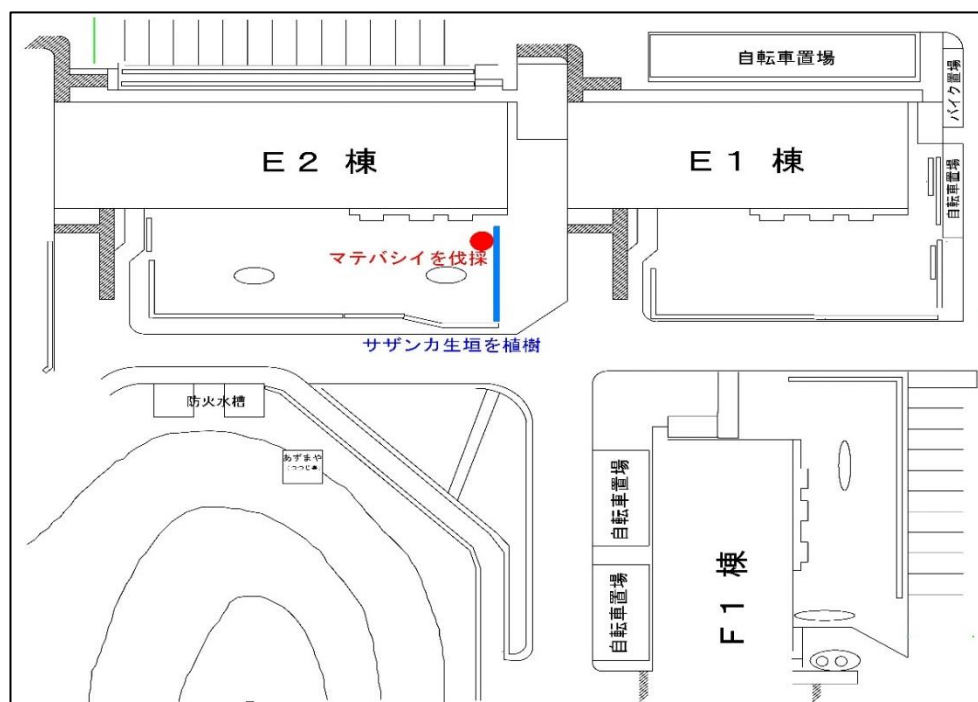 自転車置場
バイク置場
E2 棟
E1 棟
自転車置場
マテバシイを伐採
サザンカ生垣を植樹
防火水槽
あずまや
自転車置場
自転車置場
F1 棟